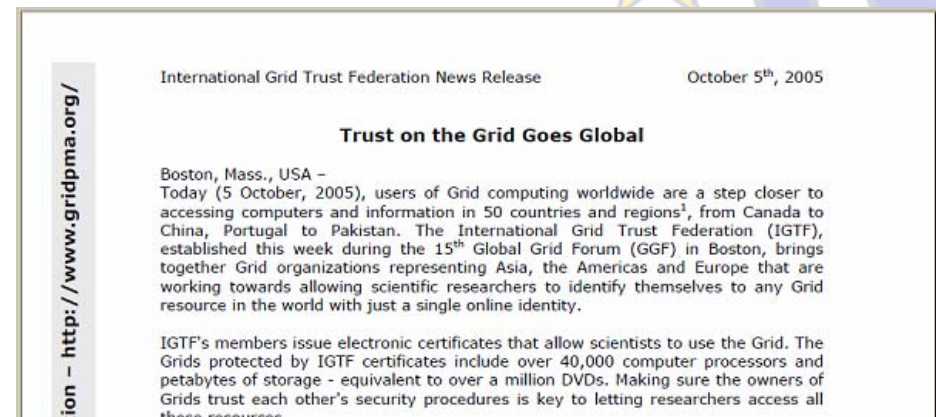 International Grid Trust Federation News Release October 5th, 2005
Trust on the Grid Goes Global
Boston, Mass., USA –
Today (5 October, 2005), users of Grid computing worldwide are a step closer to
accessing computers and information in 50 countries and regions1, from Canada to
China, Portugal to Pakistan. The International Grid Trust Federation (IGTF),
established this week during the 15th Global Grid Forum (GGF) in Boston, brings
together Grid organizations representing Asia, the Americas and Europe that are
working towards allowing scientific researchers to identify themselves to any Grid
resource in the world with just a single online identity.
IGTF's members issue electronic certificates that allow scientists to use the Grid. The
Grids protected by IGTF certificates include over 40,000 computer processors and
petabytes of storage - equivalent to over a million DVDs. Making sure the owners of
Grids trust each other's security procedures is key to letting researchers access all
these resources
ion – http://www.gridpma.org/